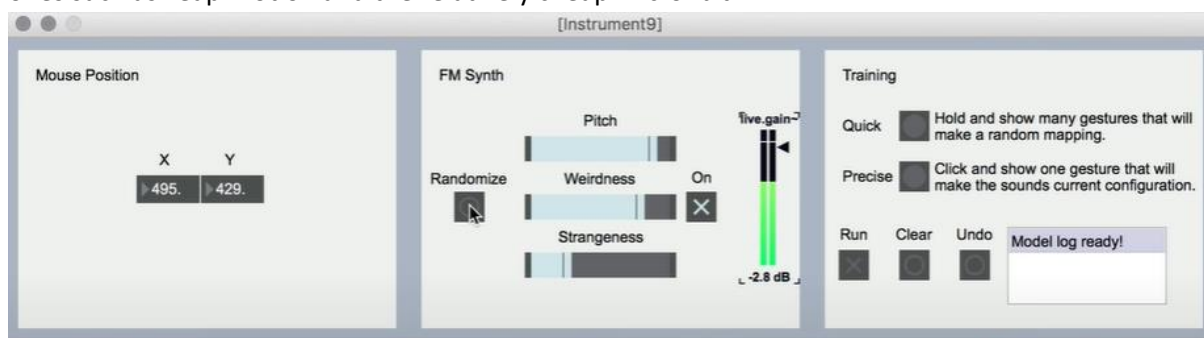 [Instrument9]
Mouse Position
X Y
495. 429.
FM Synth
Pitch
live.gain~
Randomize
Weirdness
On
Strangeness
-2.8 dB
Training
Quick
Hold and show many gestures that will
make a random mapping.
Precise
Click and show one gesture that will
make the sounds current configuration.
Run Clear Undo
Model log ready!